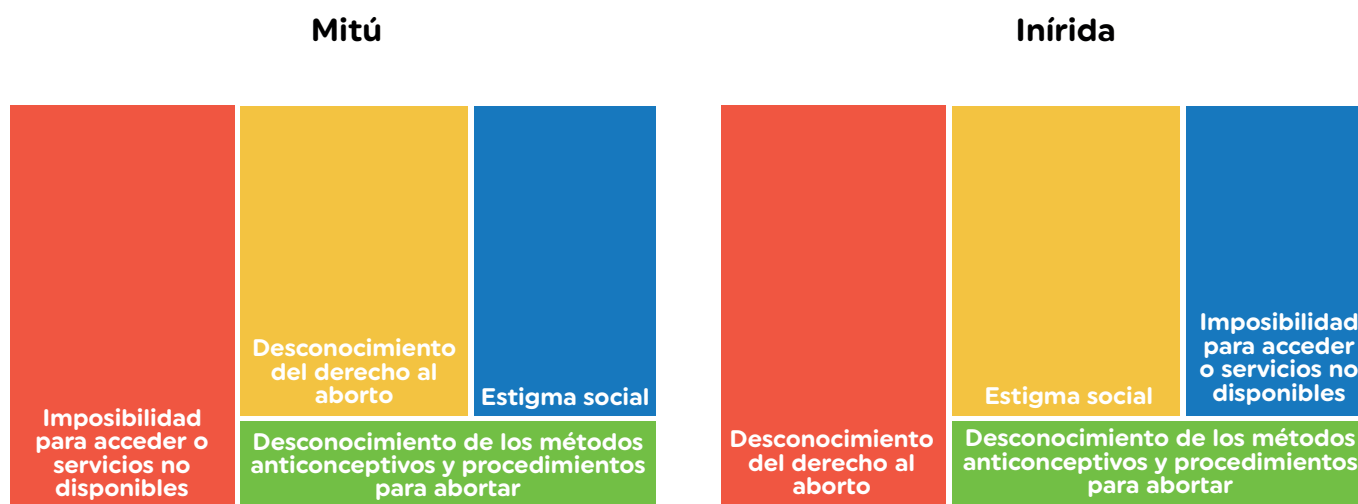 Mitú
Desconocimiento
del derecho al
aborto
Estigma social
Imposibilidad
para acceder o
servicios no
disponibles
Desconocimiento de los métodos
anticonceptivos y procedimientos
para abortar
Inírida
Imposibilidad
para acceder
o servicios no
disponibles
Estigma social
Desconocimiento
del derecho al
aborto
Desconocimiento de los métodos
anticonceptivos y procedimientos
para abortar